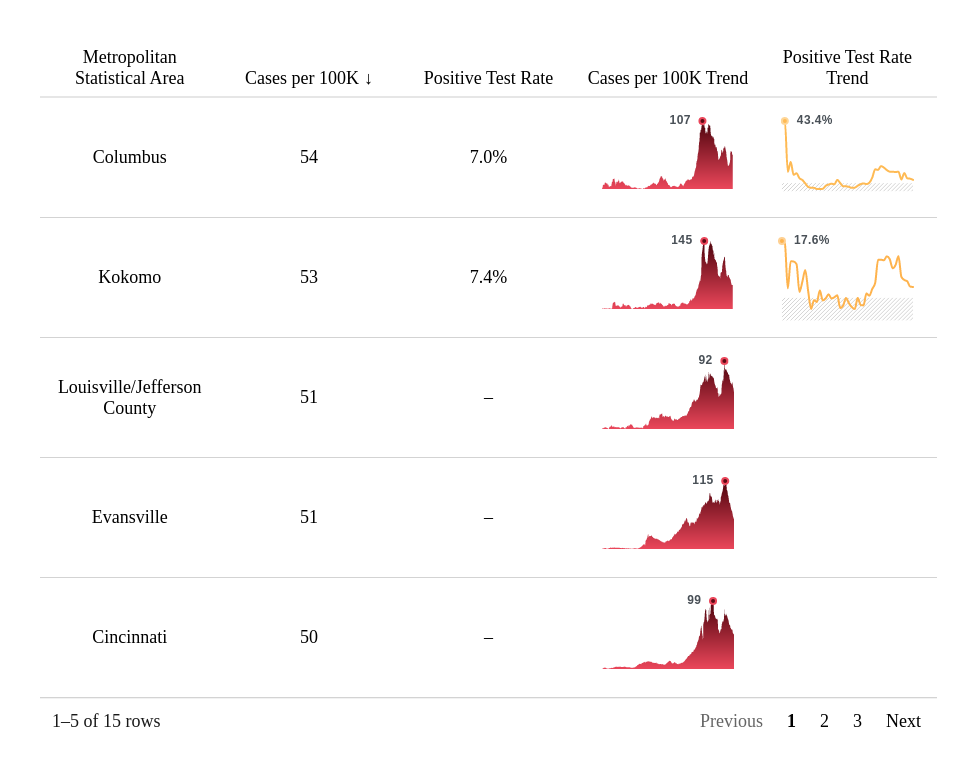 Metropolitan
Statistical Area
Cases per 100K ↓
Positive Test Rate
Cases per 100K Trend
Positive Test Rate
Trend
Columbus
54
7.0%
107
43.4%
Kokomo
53
7.4%
145
17.6%
Louisville/Jefferson
County
51
–
92
Evansville
51
–
115
Cincinnati
50
–
99
1–5 of 15 rows
Previous 1 2 3 Next